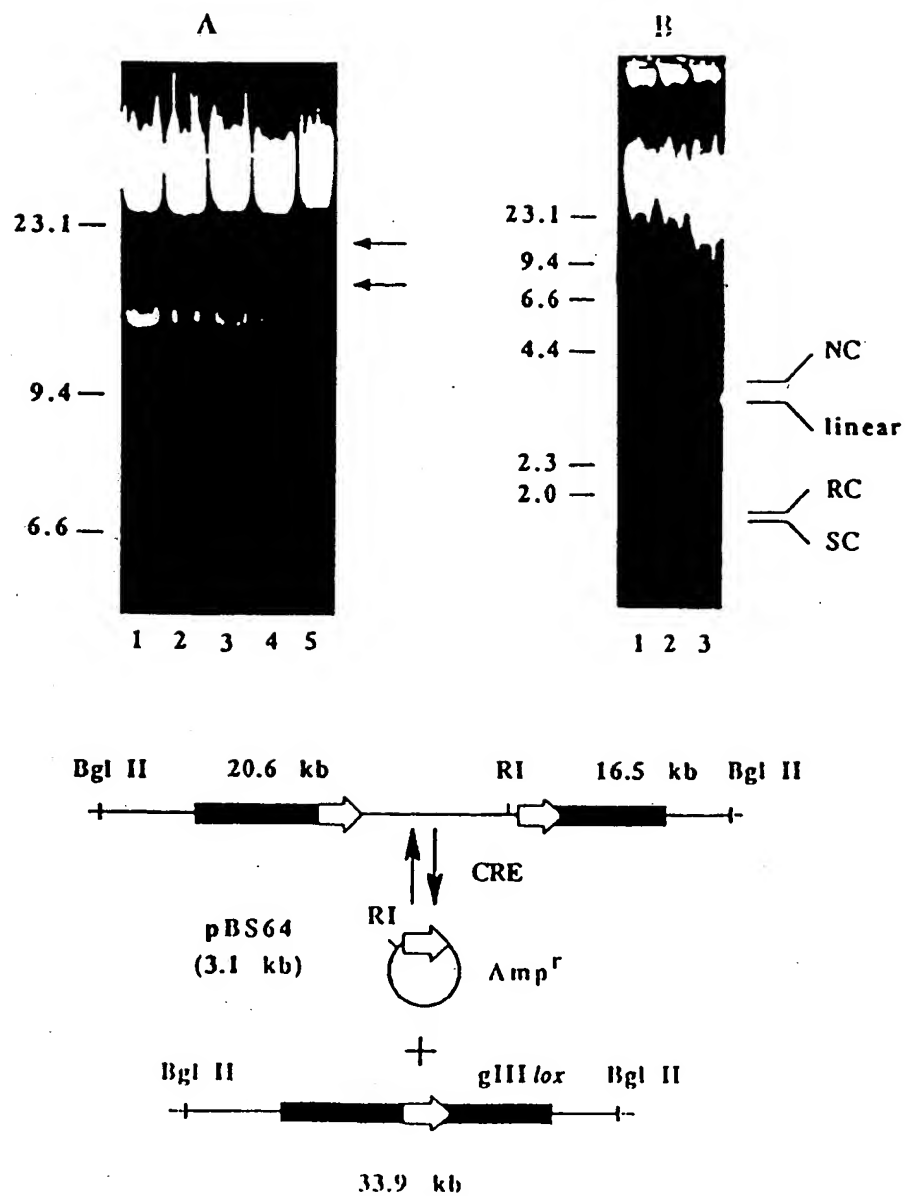 A
B
23.1
9.4
6.6
1 2 3 4 5
23.1
9.4
6.6
4.4
2.3
2.0
NC
linear
RC
SC
1 2 3
Bgl II 20.6 kb RI 16.5 kb Bgl II
CRE
RI
pBS64
(3.1 kb)
Amp^r
+
Bgl II gIIIlox Bgl II
33.9 kb